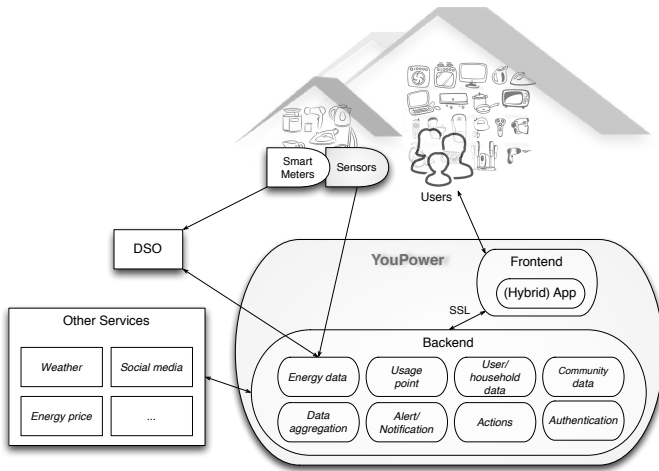 Smart
Meters
Sensors
Users
DSO
YouPower
Frontend
(Hybrid) App
SSL
Other Services
Weather
Social media
Energy price
...
Backend
Energy data
Usage
point
User/
household
data
Community
data
Data
aggregation
Alert/
Notification
Actions
Authentication